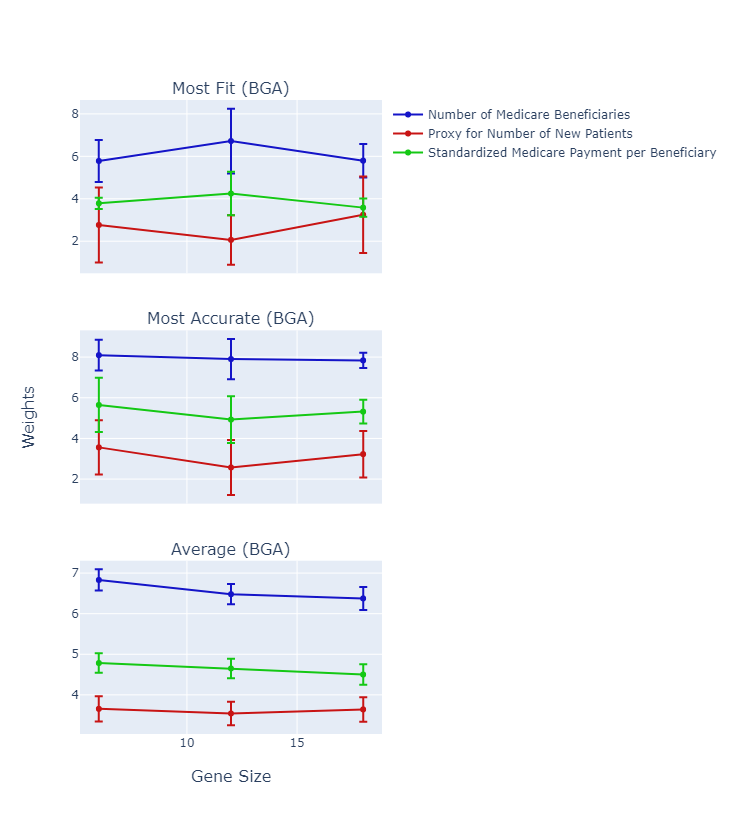 Most Fit (BGA)
8
6
4
2
Number of Medicare Beneficiaries
Proxy for Number of New Patients
Standardized Medicare Payment per Beneficiary
Most Accurate (BGA)
8
6
4
2
Weights
Average (BGA)
7
6
5
4
10
15
Gene Size